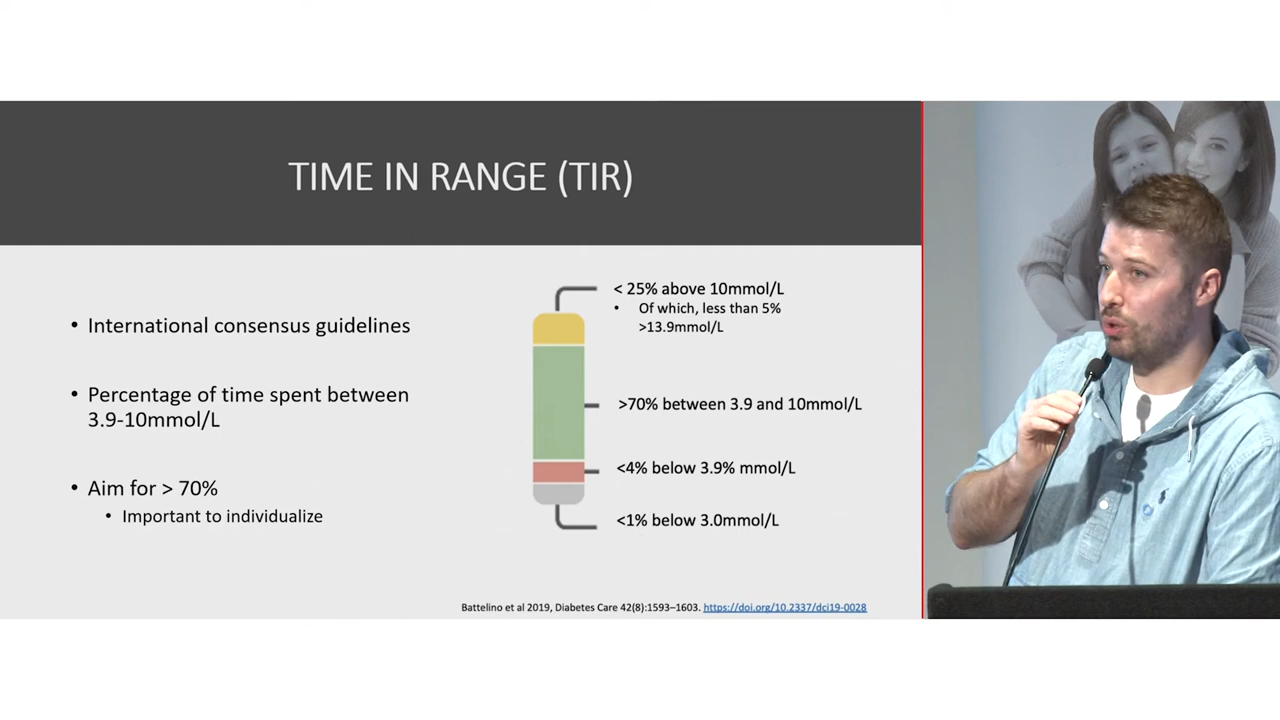 TIME IN RANGE (TIR)
• International consensus guidelines
• Percentage of time spent between
3.9-10mmol/L
• Aim for > 70%
• Important to individualize
< 25% above 10mmol/L
• Of which, less than 5%
>13.9mmol/L
>70% between 3.9 and 10mmol/L
<4% below 3.9% mmol/L
<1% below 3.0mmol/L
Battelino et al 2019, Diabetes Care 42(8):1593–1603. https://doi.org/10.2337/dci19-0028